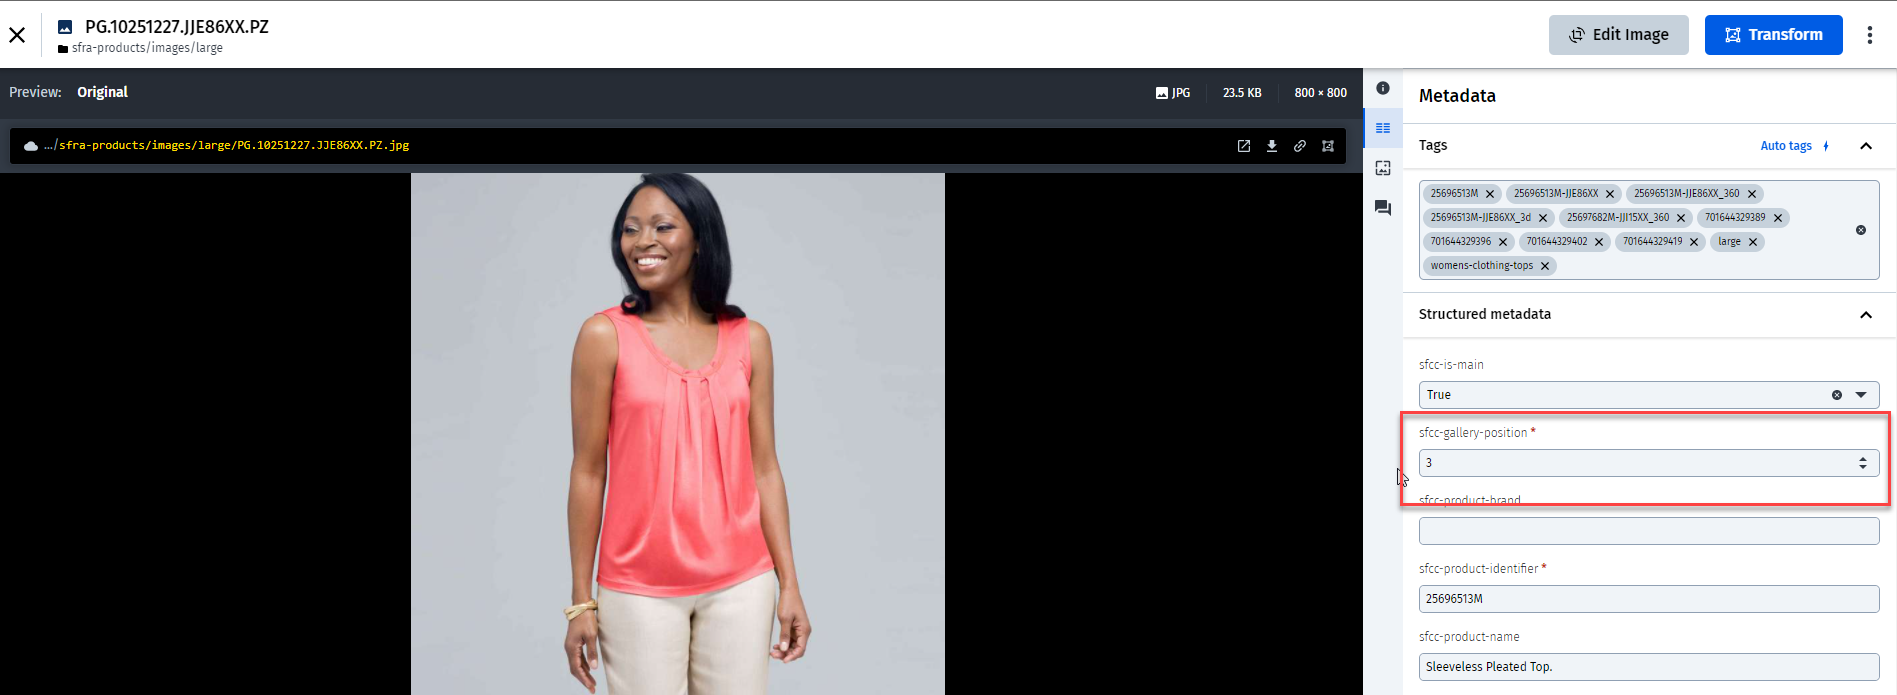 PG.10251227.JJE86XX.PZ
sfra-products/images/large
Edit Image
Transform
Preview: Original
JPG
23.5 KB
800 × 800
.../sfra-products/images/large/PG.10251227.JJE86XX.PZ.jpg
Metadata
Tags
Auto tags
25696513M
25696513M-JJE86XX
25696513M-JJE86XX_360
25696513M-JJE86XX_3d
25697682M-JJI15XX_360
701644329389
701644329396
701644329402
701644329419
large
womens-clothing-tops
Structured metadata
sfcc-is-main
True
sfcc-gallery-position *
3
sfcc-product-brand
sfcc-product-identifier *
25696513M
sfcc-product-name
Sleeveless Pleated Top.